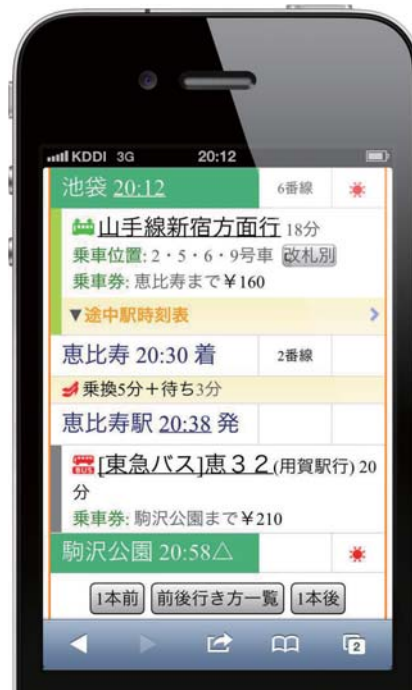 KDDI 3G 20:12
池袋 20:12 6番線
山手線新宿方面行 18分
乗車位置: 2・5・6・9号車 改札別
乗車券: 恵比寿まで¥160
▼途中駅時刻表
恵比寿 20:30 着 2番線
乗換5分+待ち3分
恵比寿駅 20:38 発
BUS [東急バス]恵32(用賀駅行) 20
分
乗車券: 駒沢公園まで¥210
駒沢公園 20:58△
1本前 前後行き方一覧 1本後
2